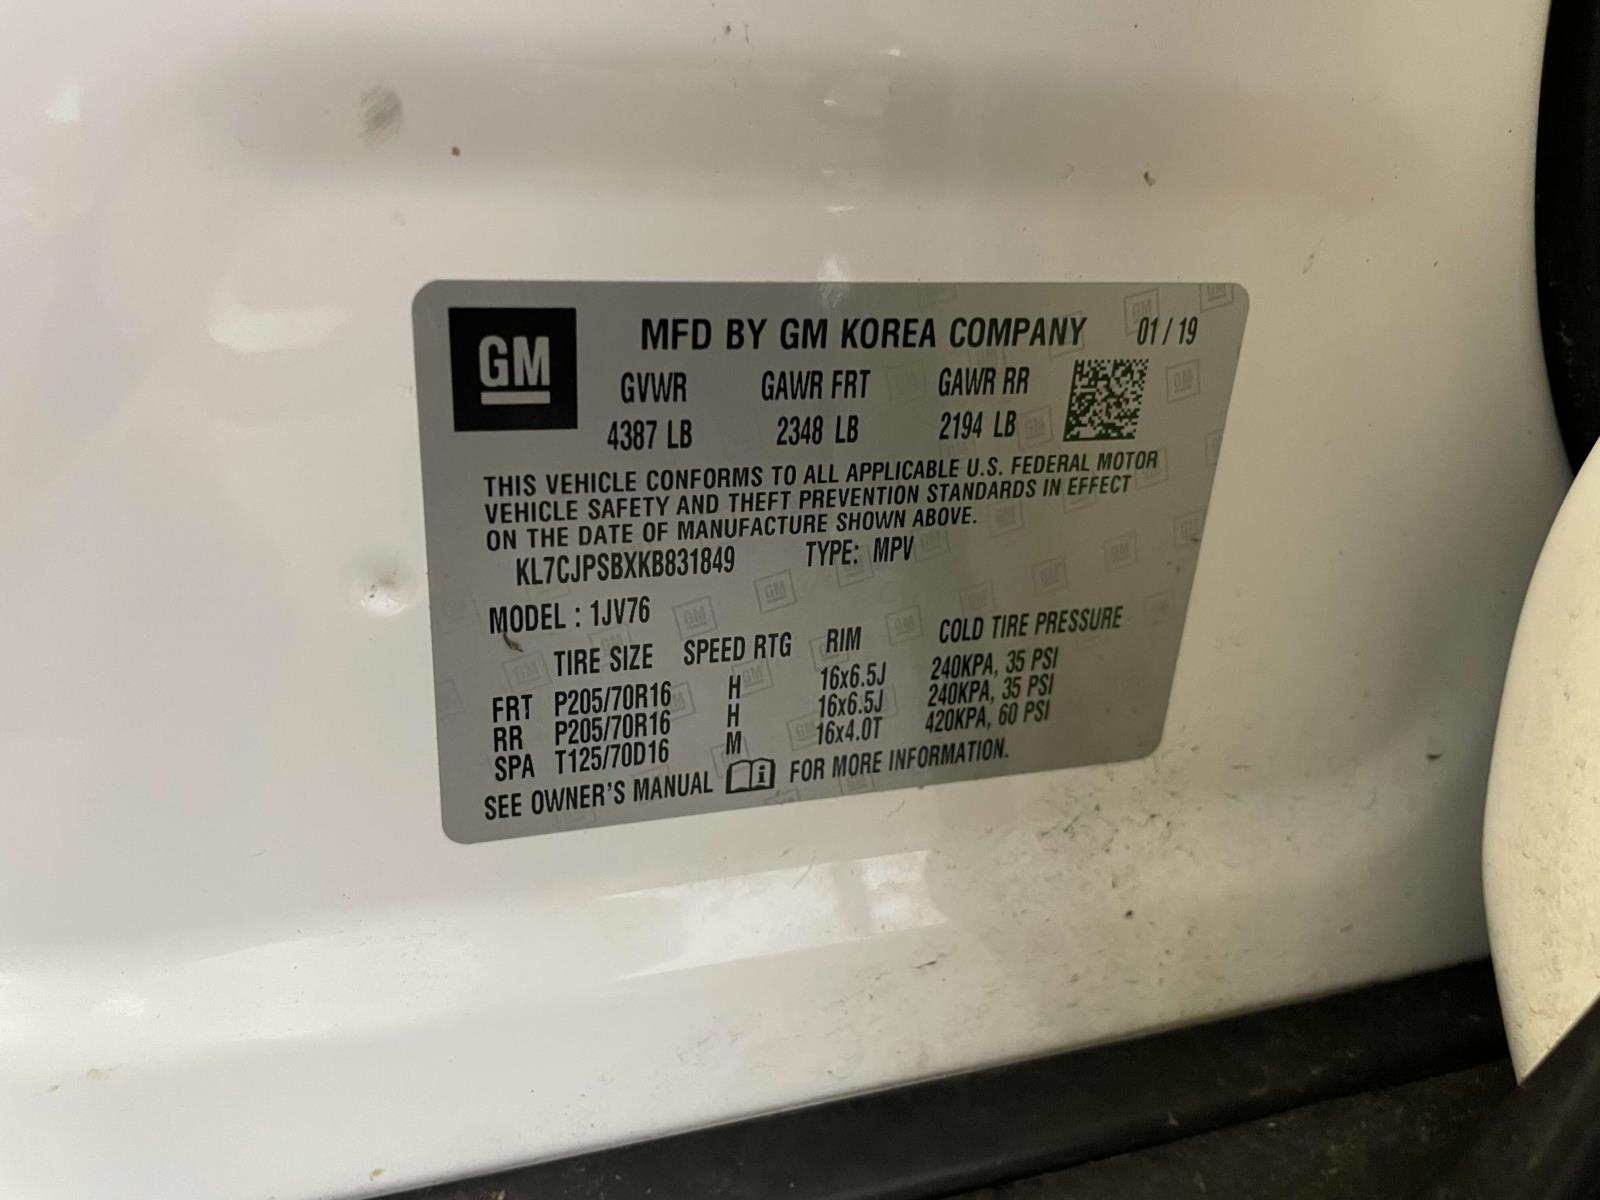 GM
MFD BY GM KOREA COMPANY 01/19
GVWR GAWR FRT GAWR RR
4387 LB 2348 LB 2194 LB
THIS VEHICLE CONFORMS TO ALL APPLICABLE U.S. FEDERAL MOTOR
VEHICLE SAFETY AND THEFT PREVENTION STANDARDS IN EFFECT
ON THE DATE OF MANUFACTURE SHOWN ABOVE.
KL7CJPSBXKB831849 TYPE: MPV
MODEL : 1JV76
TIRE SIZE SPEED RTG RIM COLD TIRE PRESSURE
FRT P205/70R16 H 16x6.5J 240KPA, 35 PSI
RR P205/70R16 H 16x6.5J 240KPA, 35 PSI
SPA T125/70D16 M 16x4.0T 420KPA, 60 PSI
SEE OWNER'S MANUAL i FOR MORE INFORMATION.